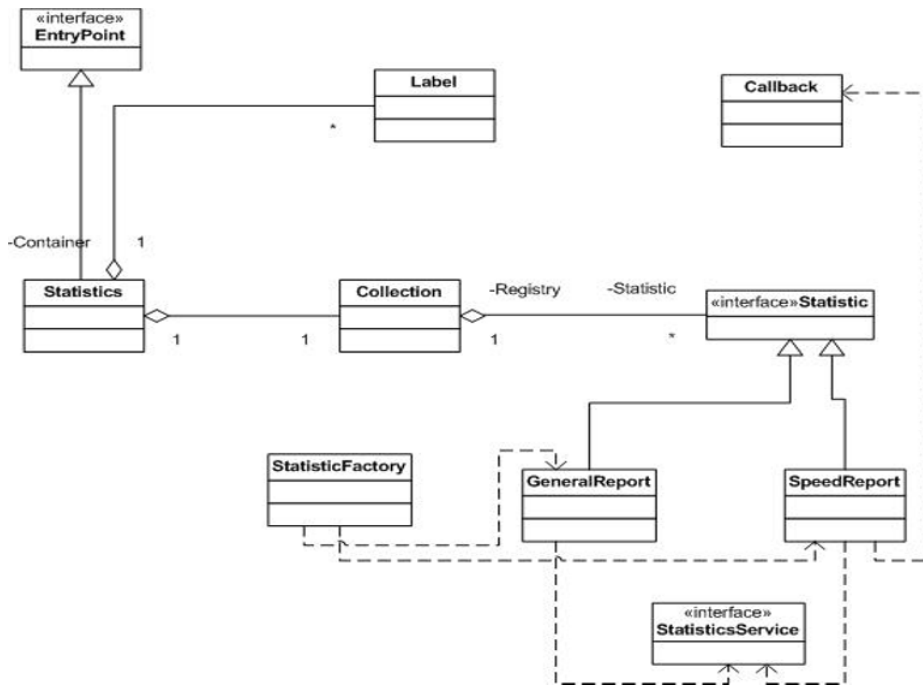 «interface»
EntryPoint
Label
Callback
*
-Container
1
Statistics
Collection
-Registry
-Statistic
«interface»Statistic
1
1
1
*
StatisticFactory
GeneralReport
SpeedReport
«interface»
StatisticsService